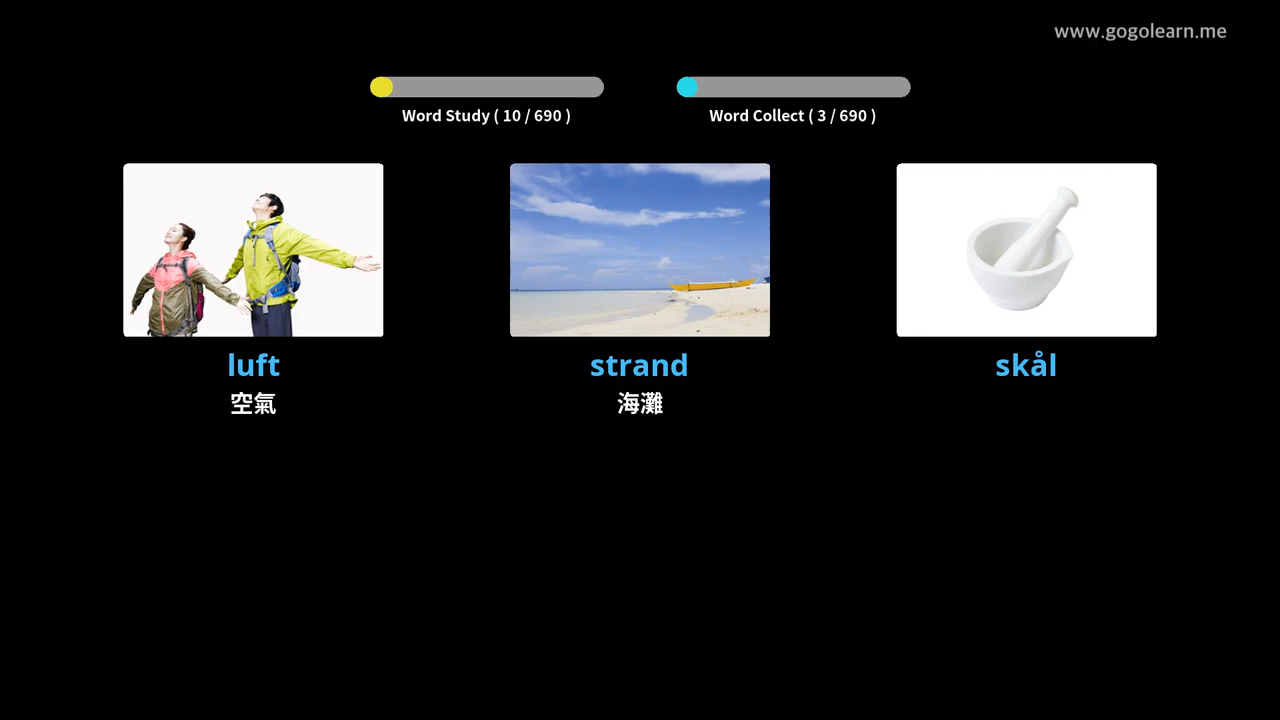 www.gogolearn.me
Word Study ( 10 / 690 )
Word Collect ( 3 / 690 )
luft
空氣
strand
海灘
skål